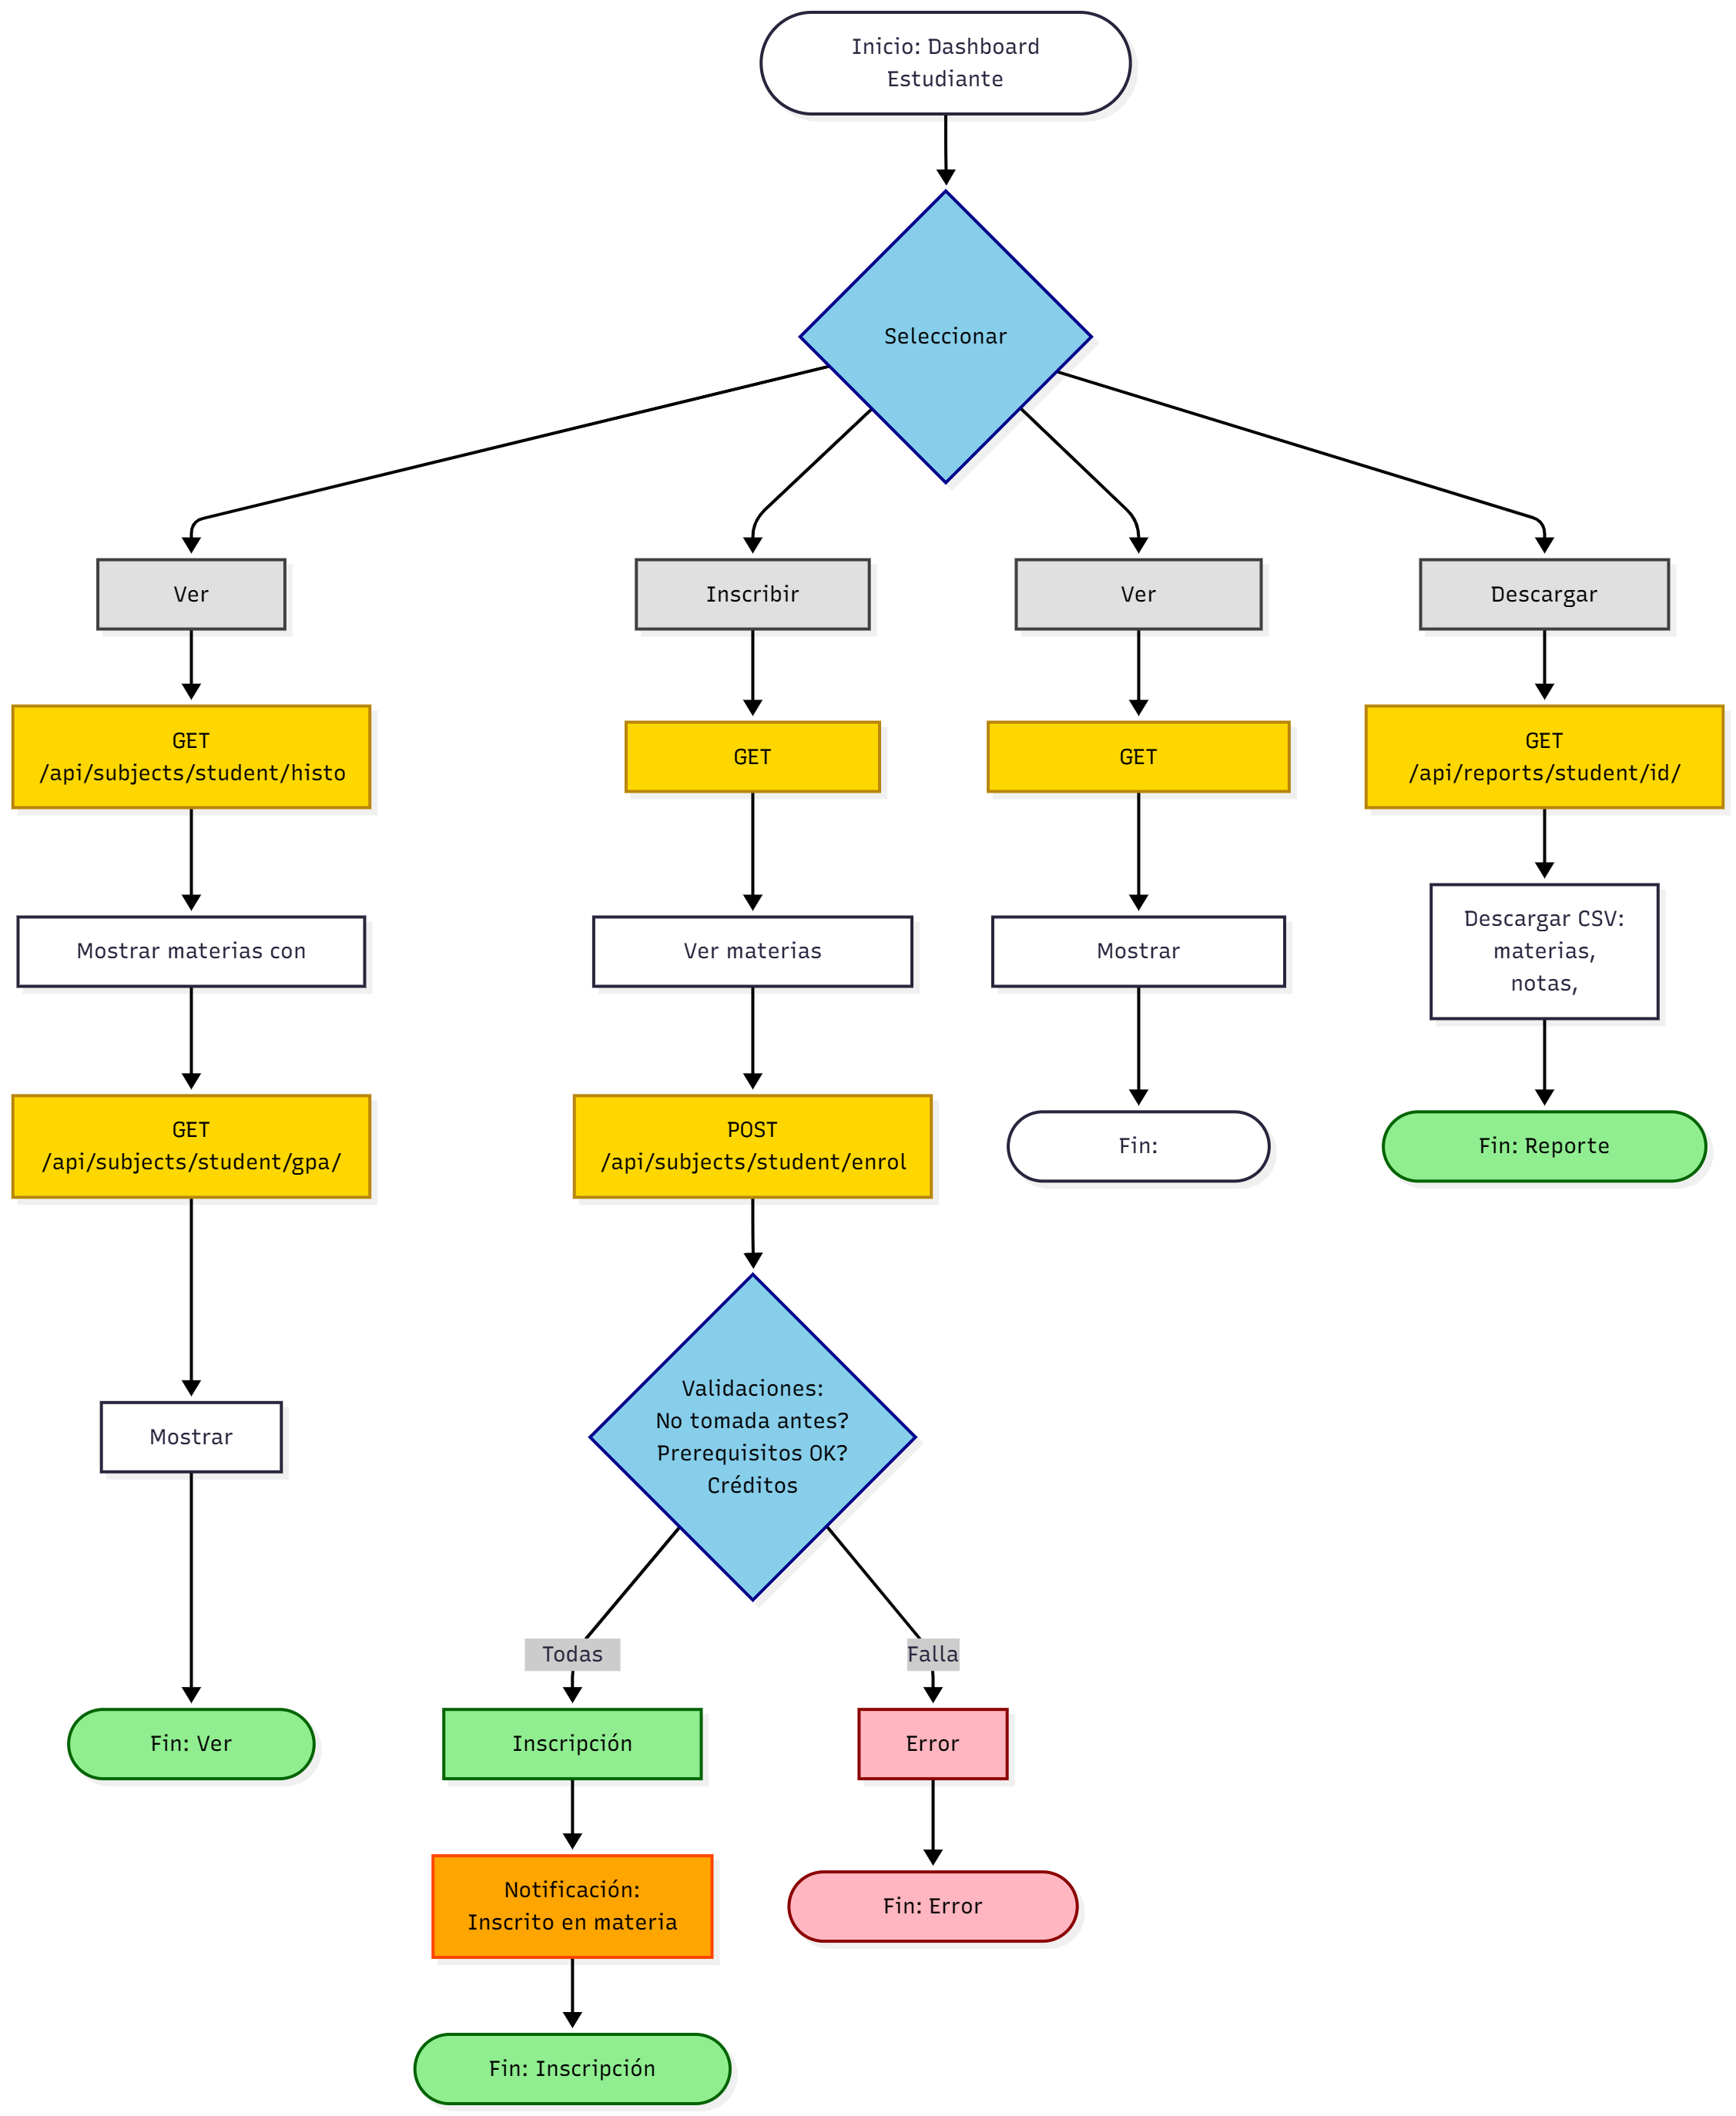 Inicio: Dashboard
Estudiante
Seleccionar
Ver
Inscribir
Ver
Descargar
GET
/api/subjects/student/histo
GET
GET
GET
/api/reports/student/id/
Mostrar materias con
Ver materias
Mostrar
Descargar CSV:
materias,
notas,
GET
/api/subjects/student/gpa/
POST
/api/subjects/student/enrol
Fin:
Fin: Reporte
Mostrar
Validaciones:
No tomada antes?
Prerequisitos OK?
Créditos
Todas
Falla
Fin: Ver
Inscripción
Error
Notificación:
Inscrito en materia
Fin: Error
Fin: Inscripción